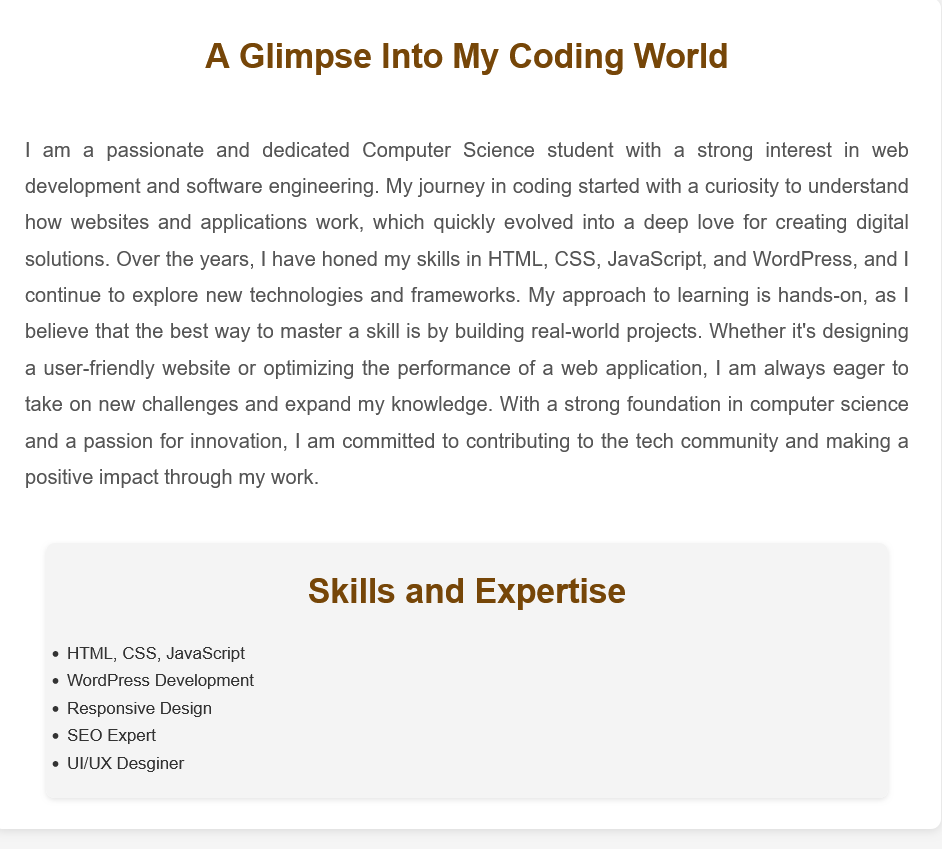 A Glimpse Into My Coding World
I am a passionate and dedicated Computer Science student with a strong interest in web
development and software engineering. My journey in coding started with a curiosity to understand
how websites and applications work, which quickly evolved into a deep love for creating digital
solutions. Over the years, I have honed my skills in HTML, CSS, JavaScript, and WordPress, and I
continue to explore new technologies and frameworks. My approach to learning is hands-on, as I
believe that the best way to master a skill is by building real-world projects. Whether it's designing
a user-friendly website or optimizing the performance of a web application, I am always eager to
take on new challenges and expand my knowledge. With a strong foundation in computer science
and a passion for innovation, I am committed to contributing to the tech community and making a
positive impact through my work.
Skills and Expertise
• HTML, CSS, JavaScript
• WordPress Development
• Responsive Design
• SEO Expert
• UI/UX Desginer